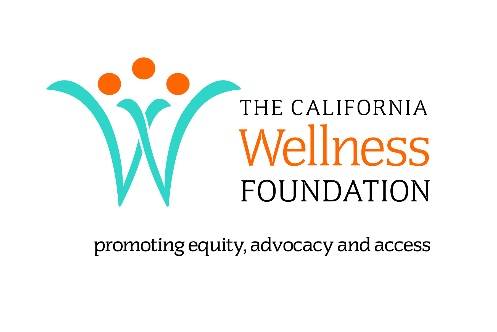 THE CALIFORNIA
Wellness
FOUNDATION
promoting equity, advocacy and access